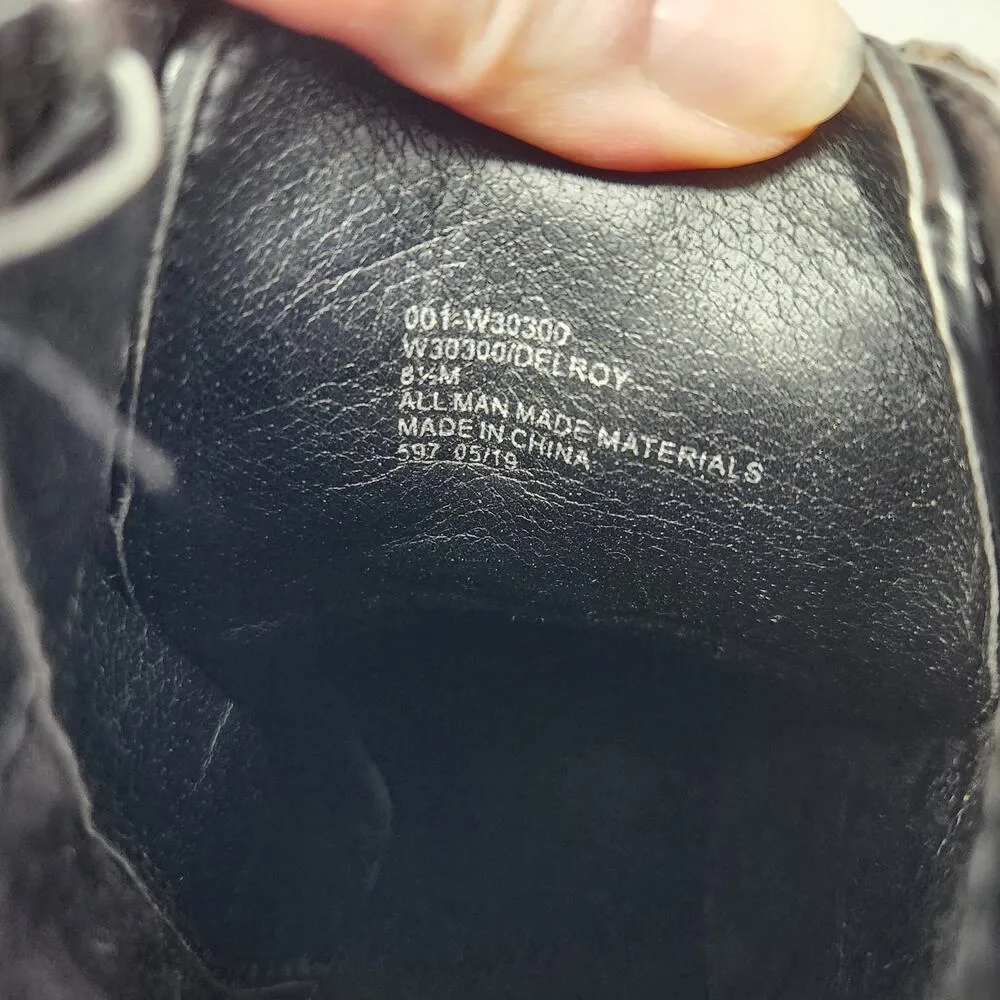 001-W30300
W30300/DELROY
8½M
ALL MAN MADE MATERIALS
MADE IN CHINA
597 05/19